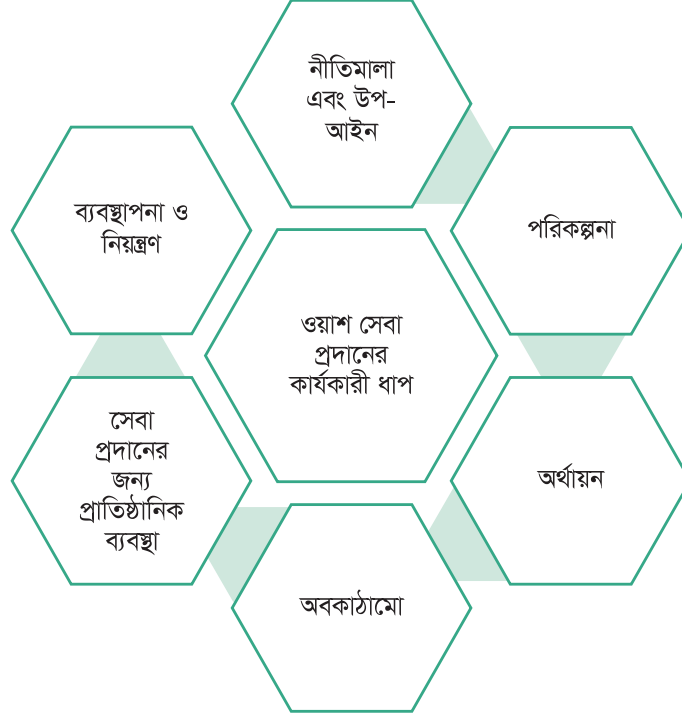 নীতিমালা
এবং উপ-
আইন
পরিকল্পনা
অর্থায়ন
অবকাঠামো
সেবা
প্রদানের
জন্য
প্রাতিষ্ঠানিক
ব্যবস্থা
ব্যবস্থাপনা ও
নিয়ন্ত্রণ
ওয়াশ সেবা
প্রদানের
কার্যকারী ধাপ